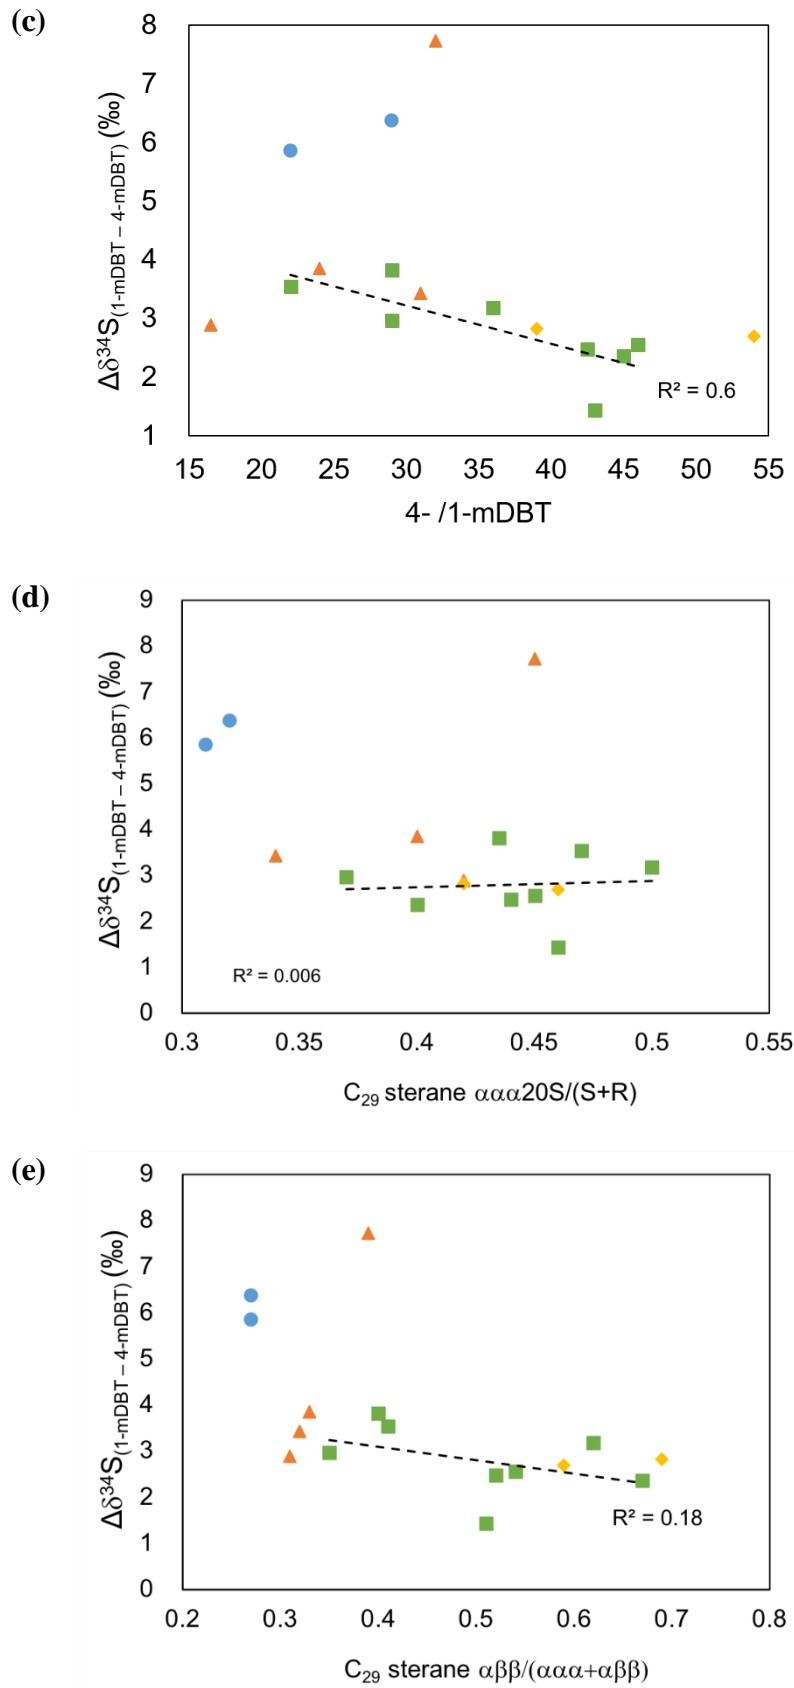 (c)
8
7
6
5
4
3
2
1
Δδ³⁴S(1-mDBT – 4-mDBT) (‰)
R² = 0.6
15 20 25 30 35 40 45 50 55
4- /1-mDBT
(d)
9
8
7
6
5
4
3
2
1
0
Δδ³⁴S(1-mDBT – 4-mDBT) (‰)
R² = 0.006
0.3 0.35 0.4 0.45 0.5 0.55
C₂₉ sterane ααα20S/(S+R)
(e)
9
8
7
6
5
4
3
2
1
0
Δδ³⁴S(1-mDBT – 4-mDBT) (‰)
R² = 0.18
0.2 0.3 0.4 0.5 0.6 0.7 0.8
C₂₉ sterane αββ/(ααα+αββ)